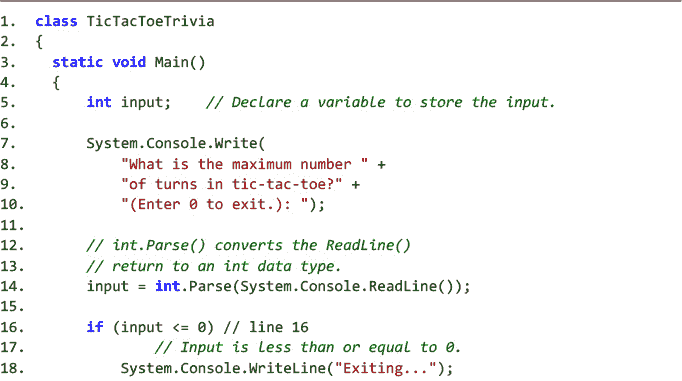 1. class TicTacToeTrivia
2. {
3.   static void Main()
4.   {
5.       int input;    // Declare a variable to store the input.
6.
7.       System.Console.Write(
8.           "What is the maximum number " +
9.           "of turns in tic-tac-toe?" +
10.           "(Enter 0 to exit.): ");
11.
12.       // int.Parse() converts the ReadLine()
13.       // return to an int data type.
14.       input = int.Parse(System.Console.ReadLine());
15.
16.       if (input <= 0) // line 16
17.               // Input is less than or equal to 0.
18.           System.Console.WriteLine("Exiting...");